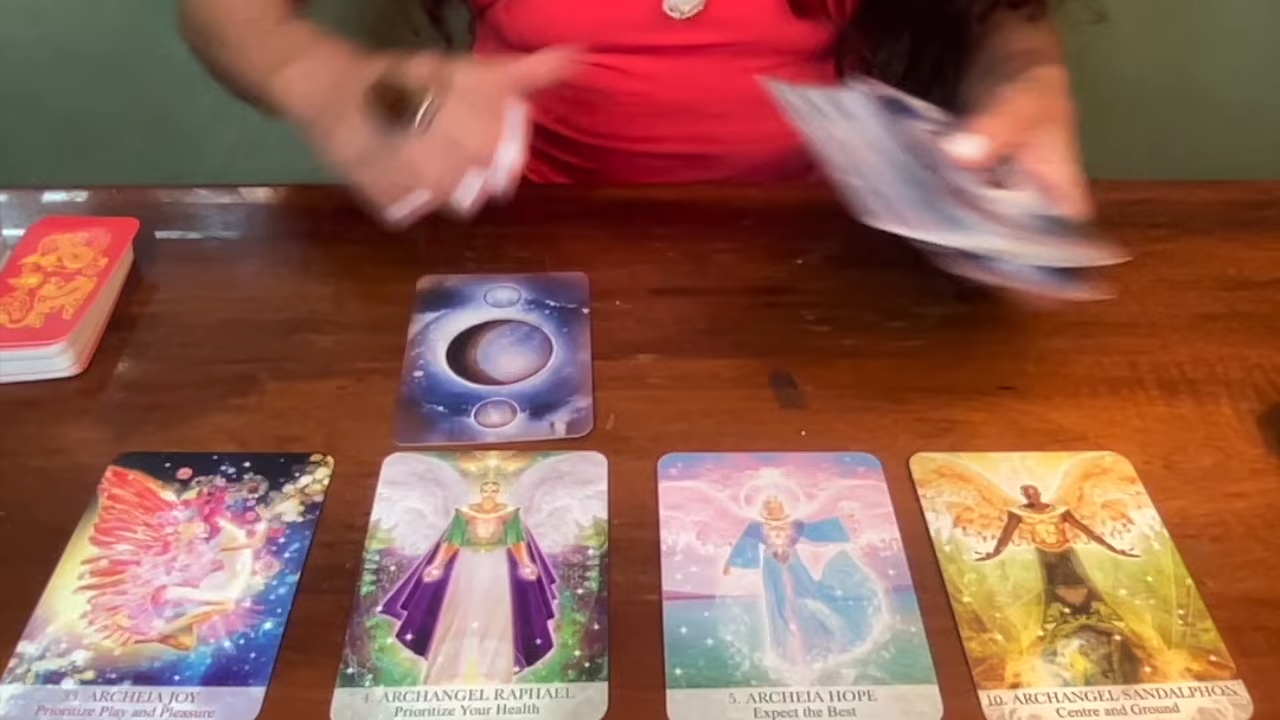 33. ARCHEIA JOY
Prioritize Play and Pleasure
4. ARCHANGEL RAPHAEL
Prioritize Your Health
5. ARCHEIA HOPE
Expect the Best
10. ARCHANGEL SANDALPHON
Centre and Ground